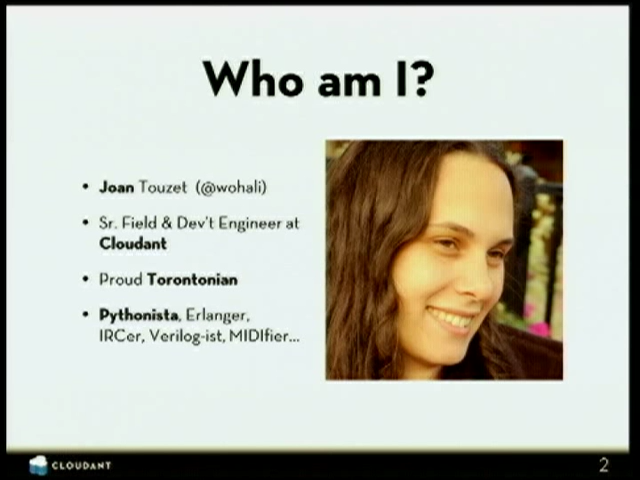 Who am I?
• Joan Touzet (@wohali)
• Sr. Field & Dev't Engineer at
Cloudant
• Proud Torontonian
• Pythonista, Erlanger,
IRCer, Verilog-ist, MIDIfier...
CLOUDANT
2